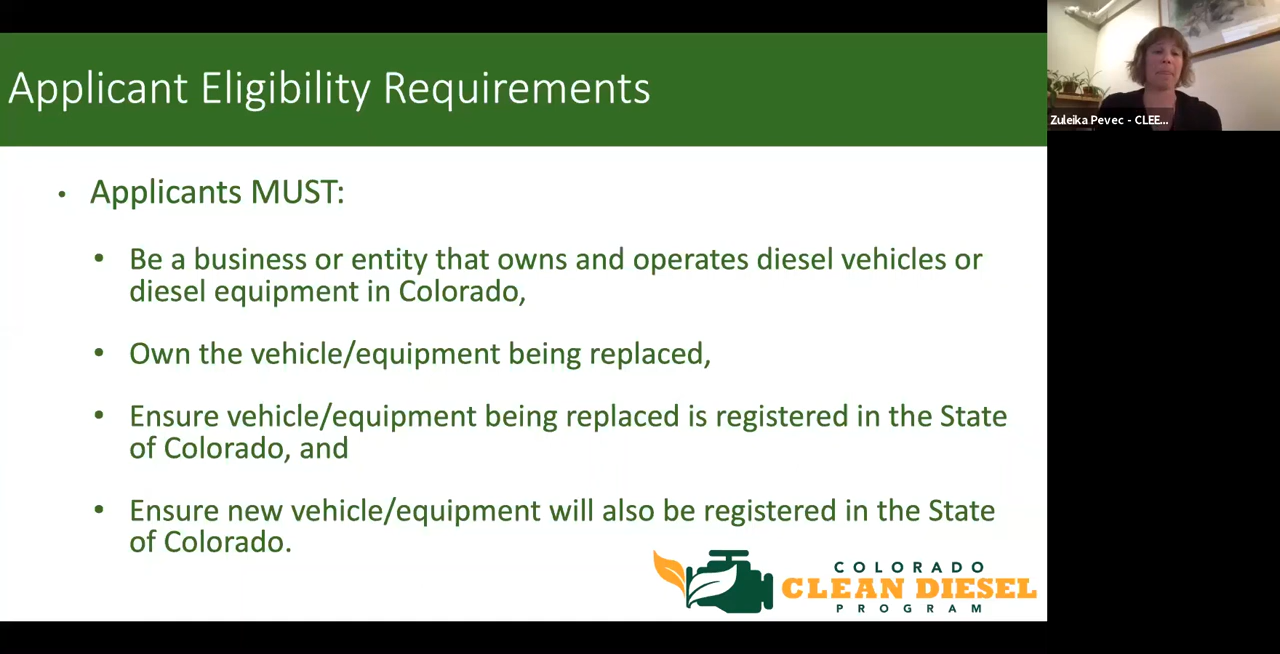 Applicant Eligibility Requirements
Zuleika Pevec - CLEE...
• Applicants MUST:
• Be a business or entity that owns and operates diesel vehicles or
diesel equipment in Colorado,
• Own the vehicle/equipment being replaced,
• Ensure vehicle/equipment being replaced is registered in the State
of Colorado, and
• Ensure new vehicle/equipment will also be registered in the State
of Colorado.
COLORADO
CLEAN DIESEL
PROGRAM